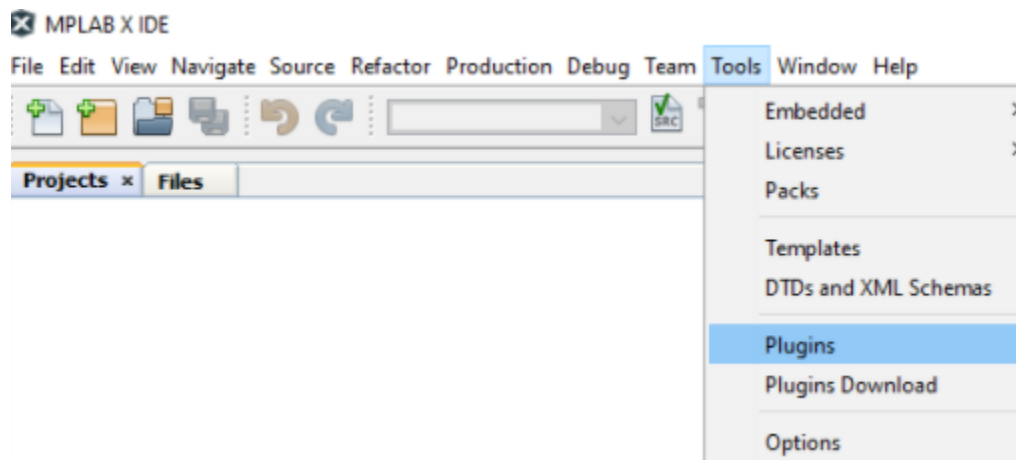 MPLAB X IDE
File Edit View Navigate Source Refactor Production Debug Team Tools Window Help
SRC
Projects × Files
Embedded
Licenses
Packs
Templates
DTDs and XML Schemas
Plugins
Plugins Download
Options